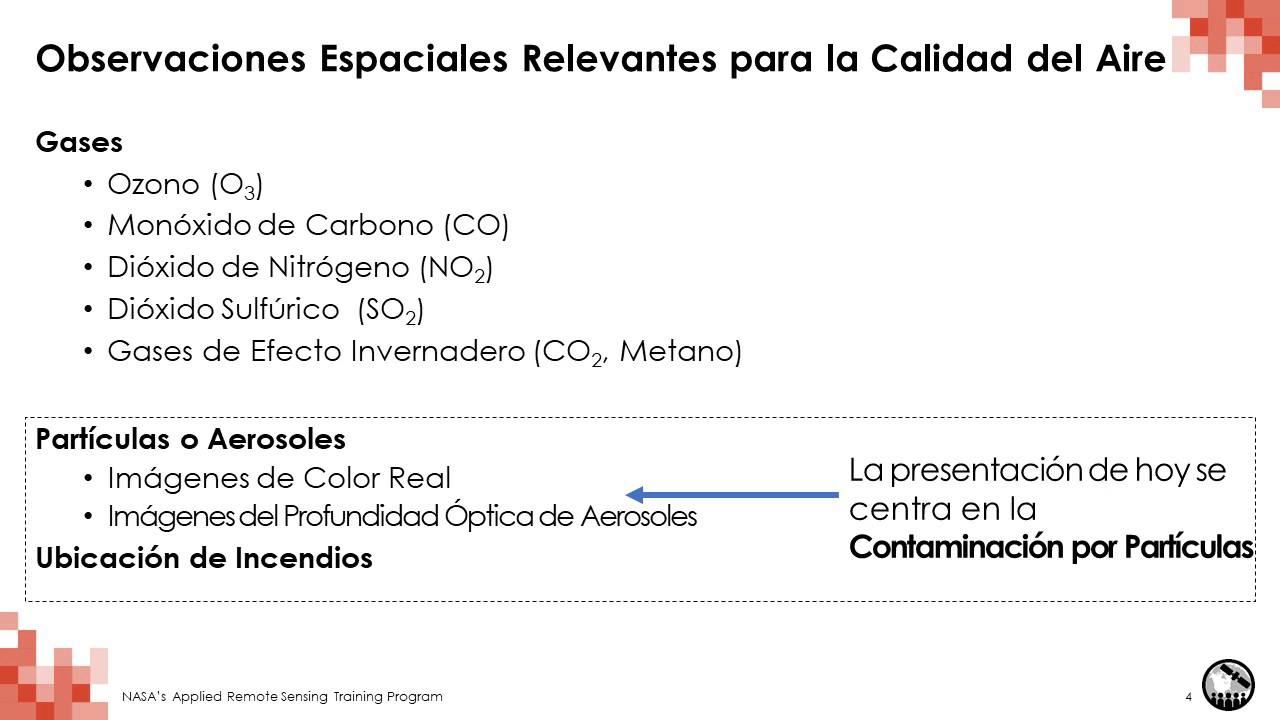 Observaciones Espaciales Relevantes para la Calidad del Aire
Gases
• Ozono (O₃)
• Monóxido de Carbono (CO)
• Dióxido de Nitrógeno (NO₂)
• Dióxido Sulfúrico (SO₂)
• Gases de Efecto Invernadero (CO₂, Metano)
Partículas o Aerosoles
• Imágenes de Color Real
• Imágenes del Profundidad Óptica de Aerosoles
Ubicación de Incendios
La presentación de hoy se
centra en la
Contaminación por Partículas
NASA's Applied Remote Sensing Training Program
4